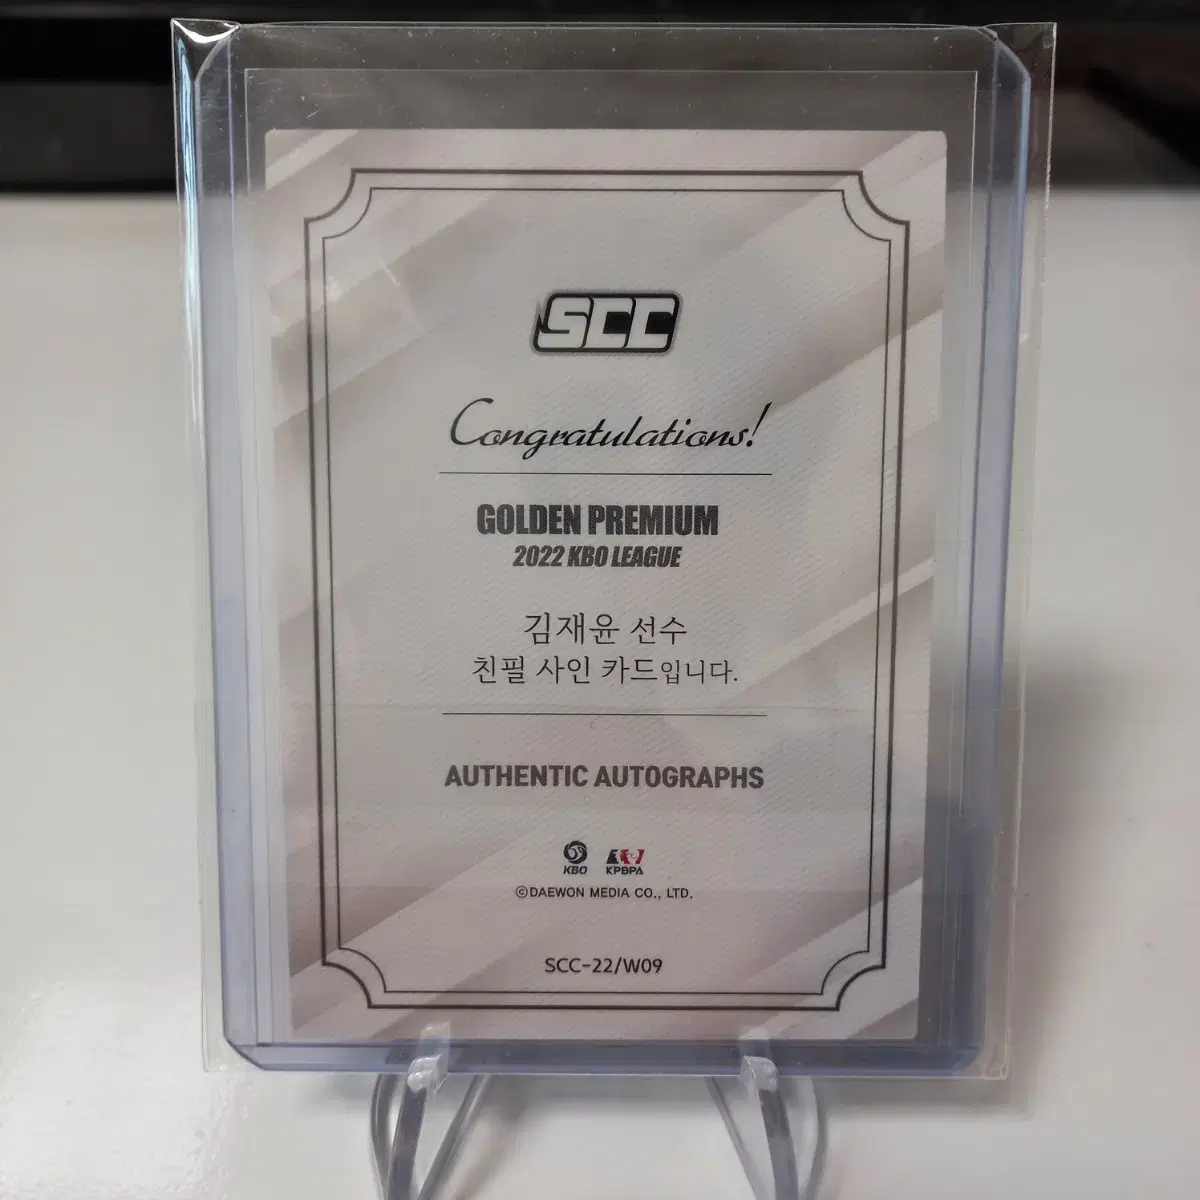 SCC
Congratulations!
GOLDEN PREMIUM
2022 KBO LEAGUE
김재윤 선수
친필 사인 카드입니다.
AUTHENTIC AUTOGRAPHS
KBO KPBPA
©DAEWON MEDIA CO., LTD.
SCC-22/W09